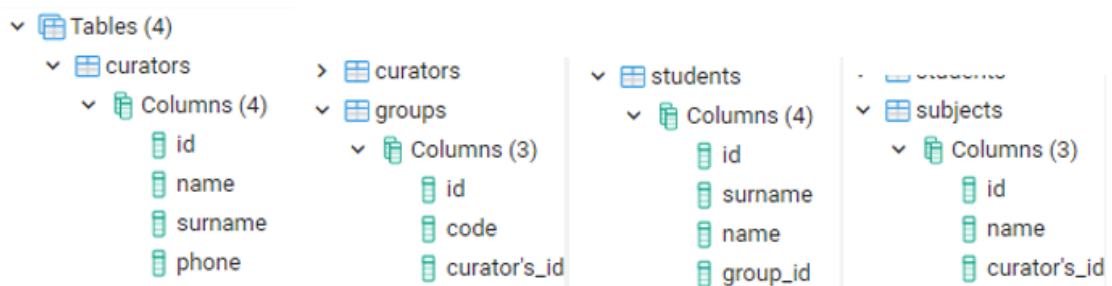 Tables (4)
curators
Columns (4)
id
name
surname
phone
curators
groups
Columns (3)
id
code
curator's_id
students
Columns (4)
id
surname
name
group_id
students
subjects
Columns (3)
id
name
curator's_id